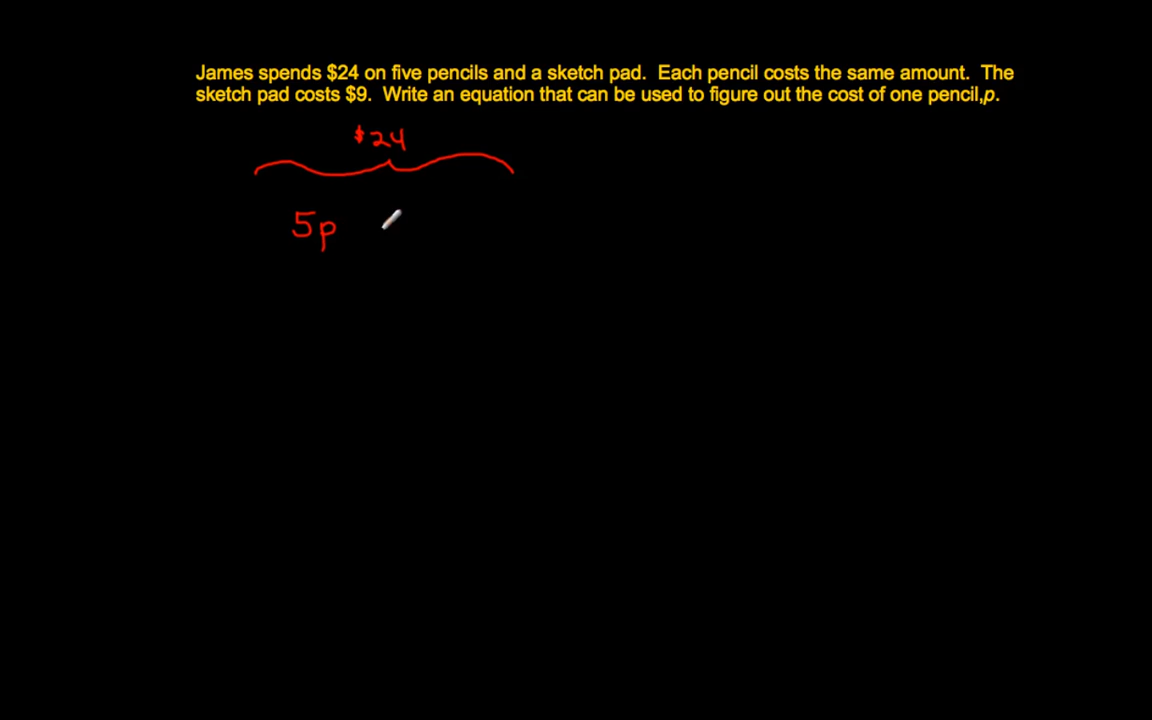 James spends $24 on five pencils and a sketch pad.  Each pencil costs the same amount.  The
sketch pad costs $9.  Write an equation that can be used to figure out the cost of one pencil,p.
$24
5p